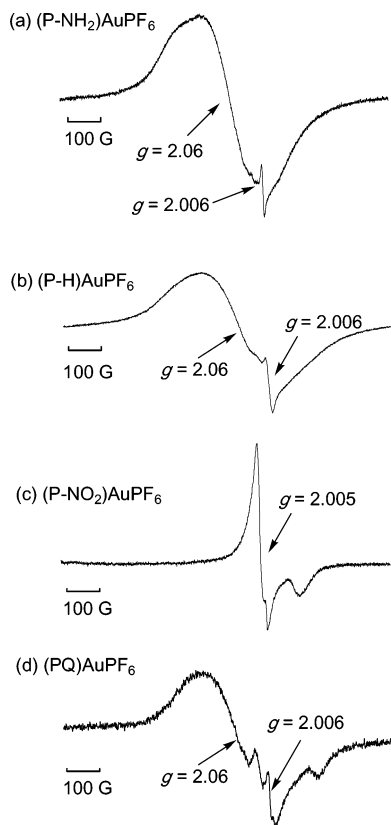 (a) (P-NH2)AuPF6
100 G
g = 2.06
g = 2.006
(b) (P-H)AuPF6
g = 2.006
g = 2.06
100 G
(c) (P-NO2)AuPF6
g = 2.005
100 G
(d) (PQ)AuPF6
g = 2.006
g = 2.06
100 G